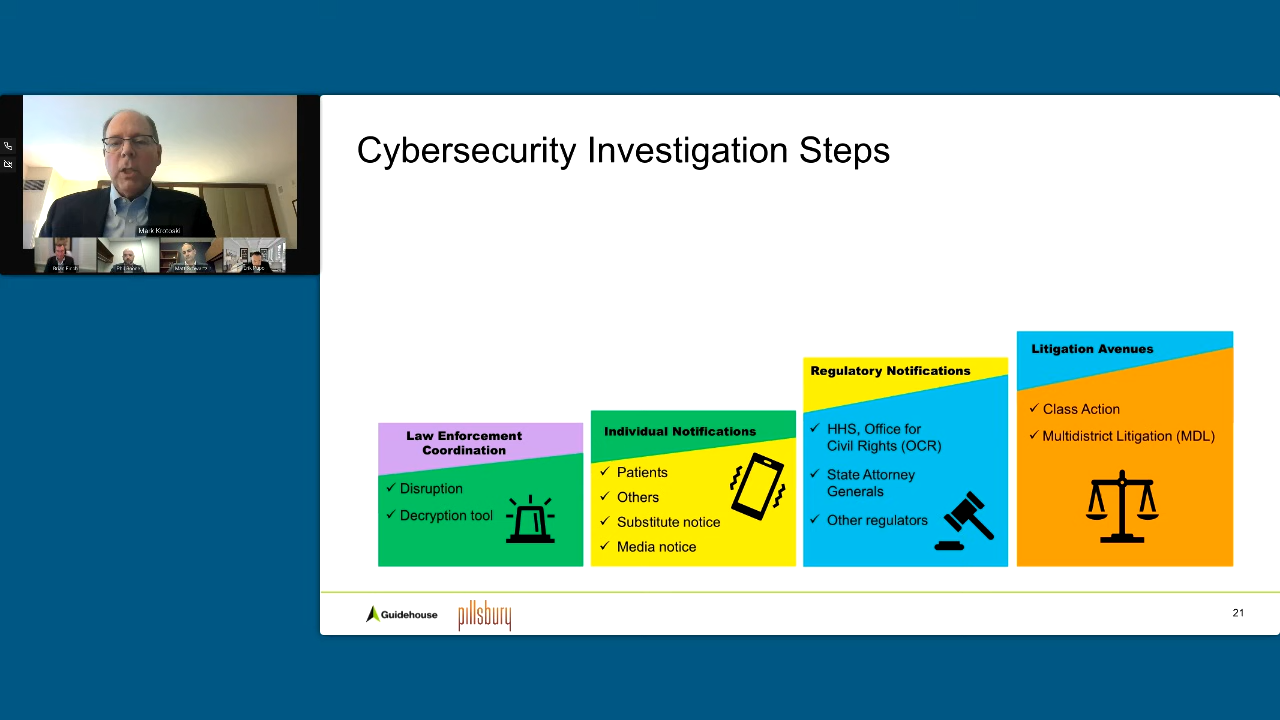 Cybersecurity Investigation Steps
Mark Krotoski
Law Enforcement
Coordination
✓ Disruption
✓ Decryption tool
Individual Notifications
✓ Patients
✓ Others
✓ Substitute notice
✓ Media notice
Regulatory Notifications
✓ HHS, Office for
Civil Rights (OCR)
✓ State Attorney
Generals
✓ Other regulators
Litigation Avenues
✓ Class Action
✓ Multidistrict Litigation (MDL)
Guidehouse
pillsbury
21